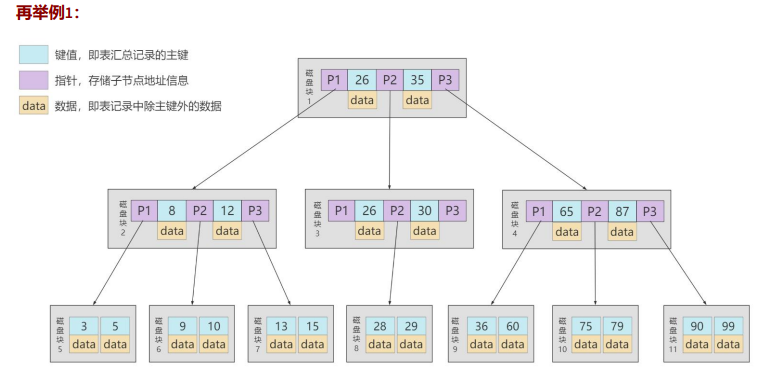 再举例1：
键值，即表汇总记录的主键
指针，存储子节点地址信息
data 数据，即表记录中除主键外的数据
磁盘块1 P1 26 P2 35 P3
data data
磁盘块2 P1 8 P2 12 P3
data data
磁盘块3 P1 26 P2 30 P3
data data
磁盘块4 P1 65 P2 87 P3
data data
磁盘块5 3 5
data data
磁盘块6 9 10
data data
磁盘块7 13 15
data data
磁盘块8 28 29
data data
磁盘块9 36 60
data data
磁盘块10 75 79
data data
磁盘块11 90 99
data data